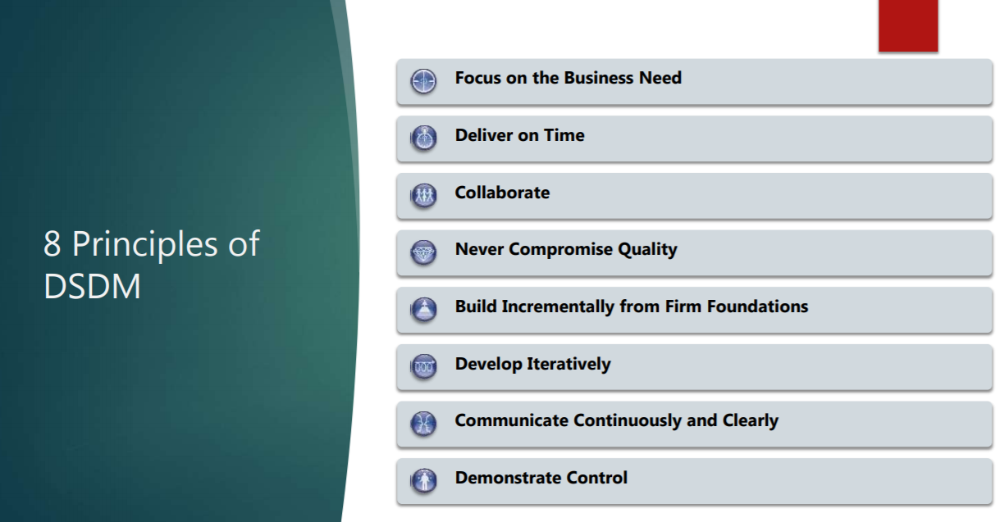 8 Principles of
DSDM
Focus on the Business Need
Deliver on Time
Collaborate
Never Compromise Quality
Build Incrementally from Firm Foundations
Develop Iteratively
Communicate Continuously and Clearly
Demonstrate Control